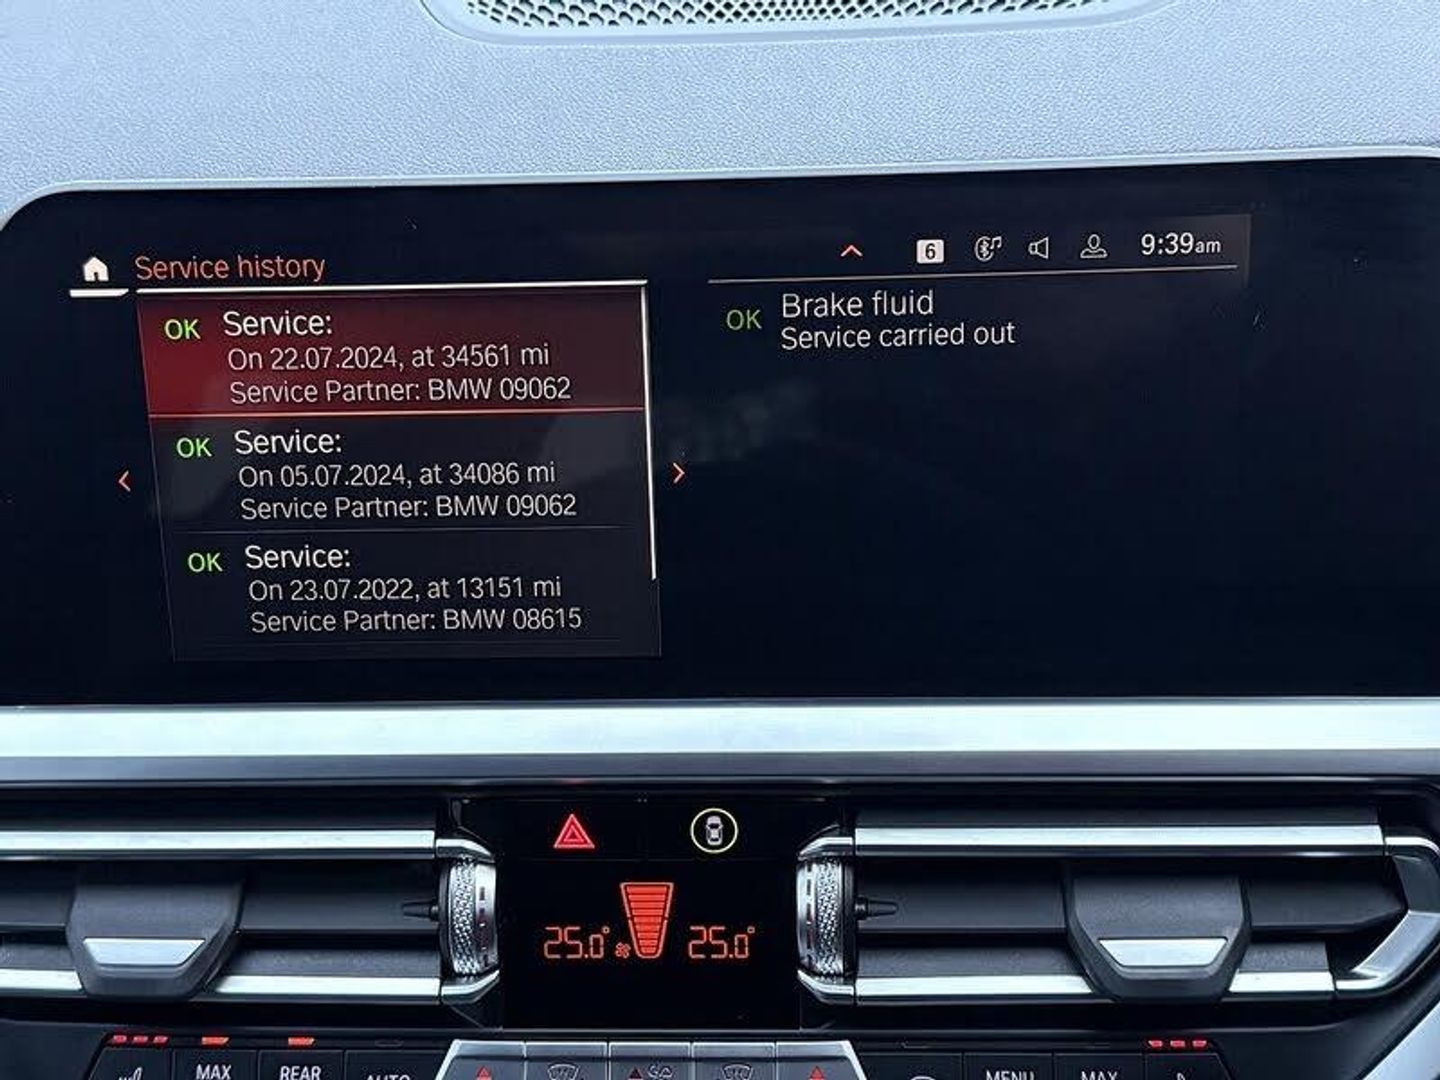 Service history
6
9:39am
OK Service:
On 22.07.2024, at 34561 mi
Service Partner: BMW 09062
OK Service:
On 05.07.2024, at 34086 mi
Service Partner: BMW 09062
OK Service:
On 23.07.2022, at 13151 mi
Service Partner: BMW 08615
OK Brake fluid
Service carried out
25.0° 25.0°
MAX REAR AUTO MENU MAX